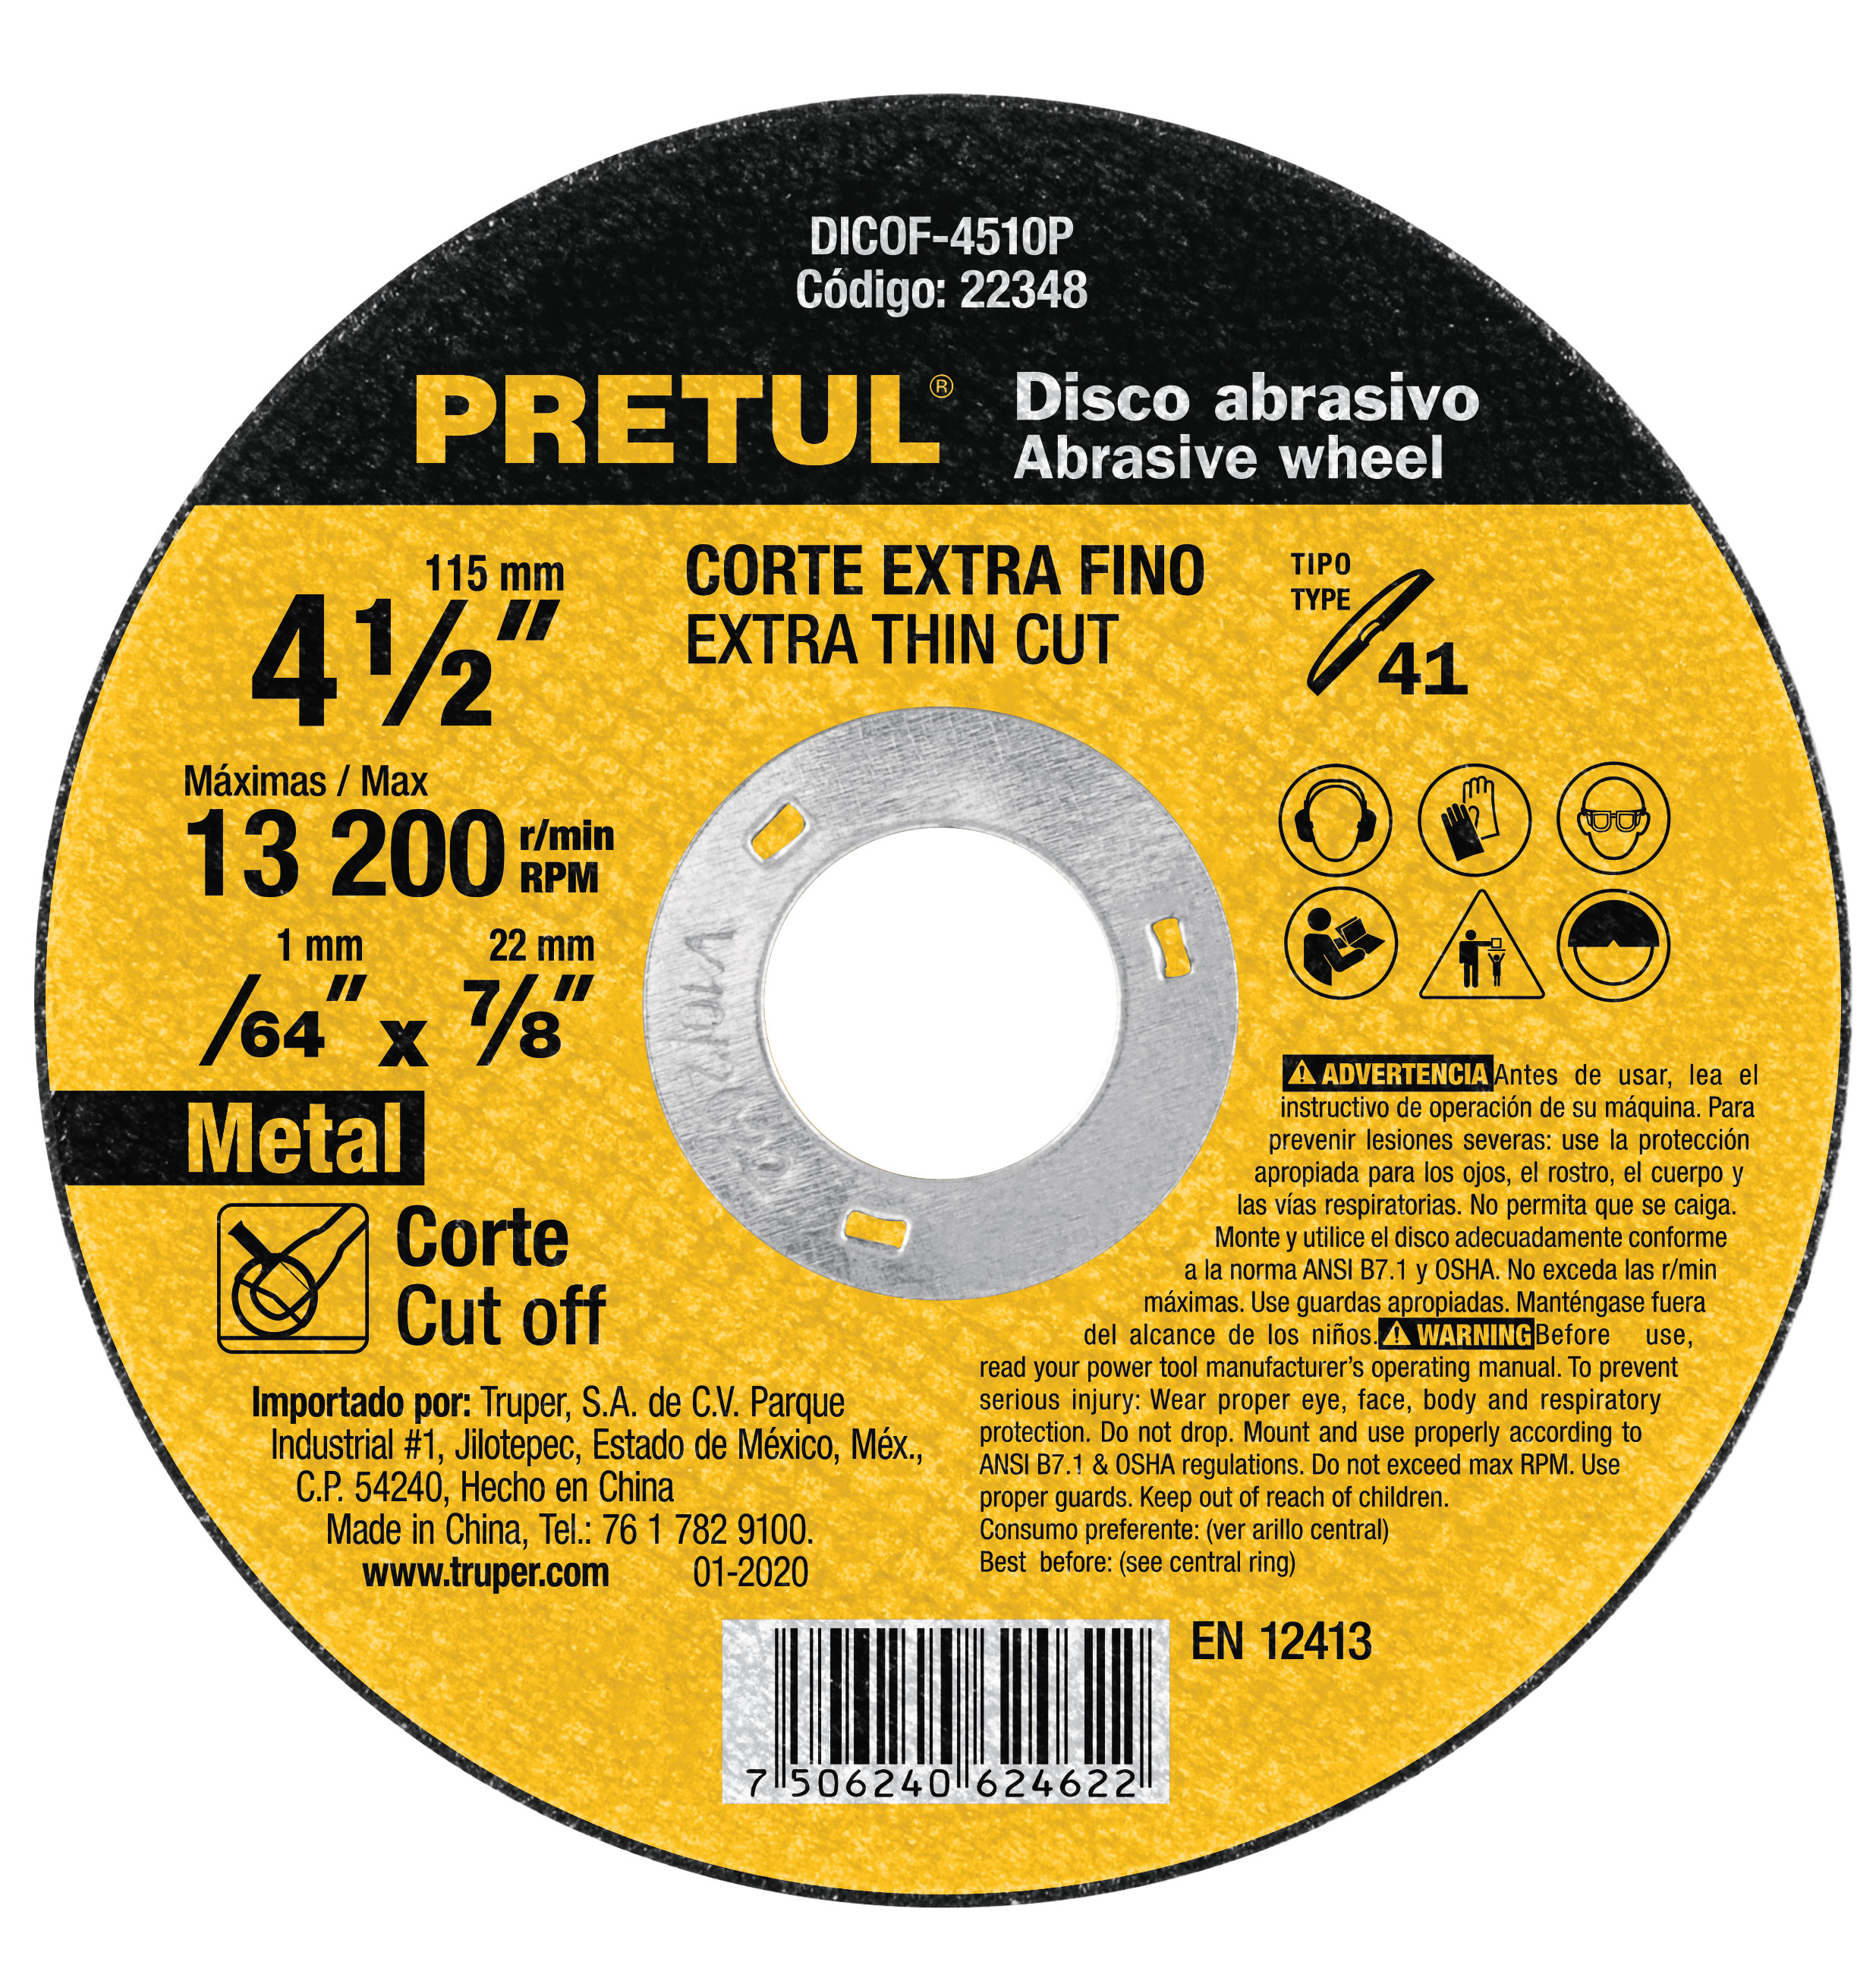 DICOF-4510P
Código: 22348
PRETUL®
Disco abrasivo
Abrasive wheel
115 mm
4 1/2"
CORTE EXTRA FINO
EXTRA THIN CUT
TIPO
TYPE
41
Máximas / Max
13 200 r/min
RPM
1 mm 22 mm
/64" x 7/8"
Metal
Corte
Cut off
Importado por: Truper, S.A. de C.V. Parque
Industrial #1, Jilotepec, Estado de México, Méx.,
C.P. 54240, Hecho en China
Made in China, Tel.: 76 1 782 9100.
www.truper.com 01-2020
⚠ ADVERTENCIA Antes de usar, lea el
instructivo de operación de su máquina. Para
prevenir lesiones severas: use la protección
apropiada para los ojos, el rostro, el cuerpo y
las vías respiratorias. No permita que se caiga.
Monte y utilice el disco adecuadamente conforme
a la norma ANSI B7.1 y OSHA. No exceda las r/min
máximas. Use guardas apropiadas. Manténgase fuera
del alcance de los niños. ⚠ WARNING Before use,
read your power tool manufacturer's operating manual. To prevent
serious injury: Wear proper eye, face, body and respiratory
protection. Do not drop. Mount and use properly according to
ANSI B7.1 & OSHA regulations. Do not exceed max RPM. Use
proper guards. Keep out of reach of children.
Consumo preferente: (ver arillo central)
Best before: (see central ring)
EN 12413
7 506240 624622